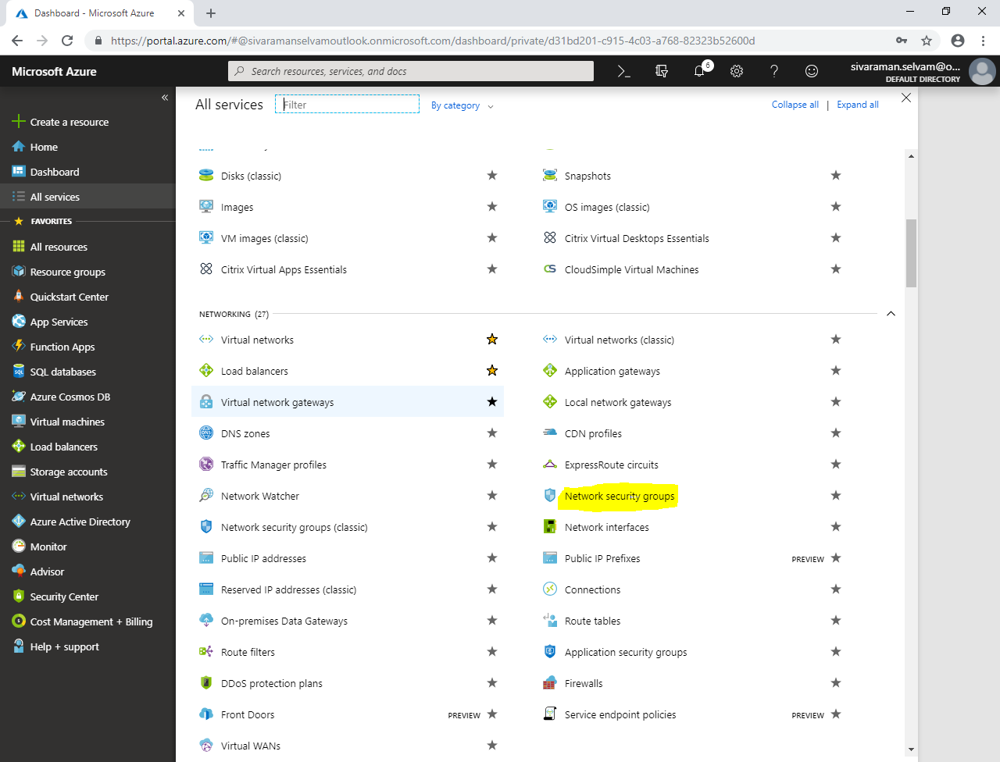 Dashboard - Microsoft Azure
https://portal.azure.com/#@sivaramanselvamoutlook.onmicrosoft.com/dashboard/private/d31bd201-c915-4c03-a768-82323b52600d
Microsoft Azure
Search resources, services, and docs
6
sivaraman.selvam@o...
DEFAULT DIRECTORY
All services
Filter
By category
Collapse all | Expand all
Create a resource
Home
Dashboard
All services
FAVORITES
All resources
Resource groups
Quickstart Center
App Services
Function Apps
SQL databases
Azure Cosmos DB
Virtual machines
Load balancers
Storage accounts
Virtual networks
Azure Active Directory
Monitor
Advisor
Security Center
Cost Management + Billing
Help + support
Disks (classic)
Snapshots
Images
OS images (classic)
VM images (classic)
Citrix Virtual Desktops Essentials
Citrix Virtual Apps Essentials
CloudSimple Virtual Machines
NETWORKING (27)
Virtual networks
Virtual networks (classic)
Load balancers
Application gateways
Virtual network gateways
Local network gateways
DNS zones
CDN profiles
Traffic Manager profiles
ExpressRoute circuits
Network Watcher
Network security groups
Network security groups (classic)
Network interfaces
Public IP addresses
Public IP Prefixes PREVIEW
Reserved IP addresses (classic)
Connections
On-premises Data Gateways
Route tables
Route filters
Application security groups
DDoS protection plans
Firewalls
Front Doors PREVIEW
Service endpoint policies PREVIEW
Virtual WANs